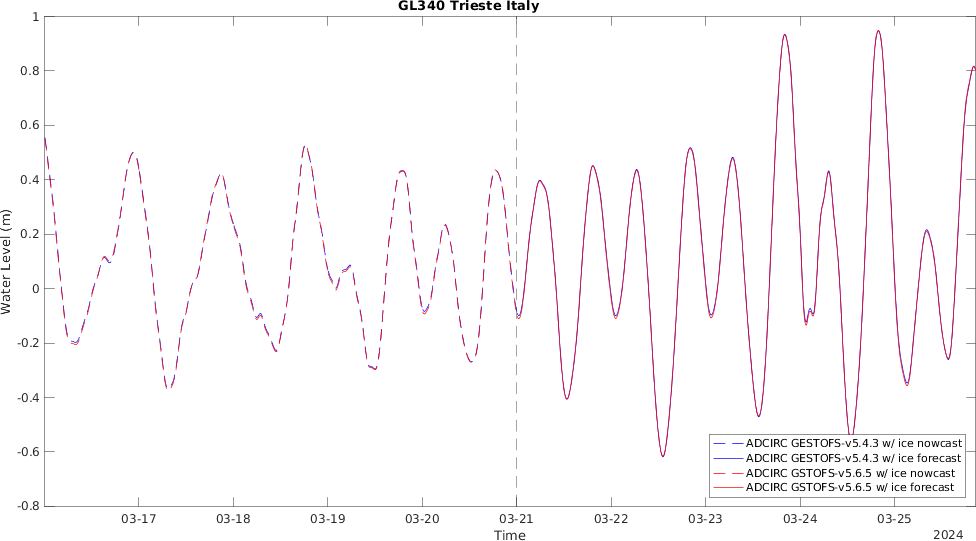 GL340 Trieste Italy
Water Level (m)
1
0.8
0.6
0.4
0.2
0
-0.2
-0.4
-0.6
-0.8
ADCIRC GESTOFS-v5.4.3 w/ ice nowcast
ADCIRC GESTOFS-v5.4.3 w/ ice forecast
ADCIRC GSTOFS-v5.6.5 w/ ice nowcast
ADCIRC GSTOFS-v5.6.5 w/ ice forecast
03-17 03-18 03-19 03-20 03-21 03-22 03-23 03-24 03-25
Time
2024